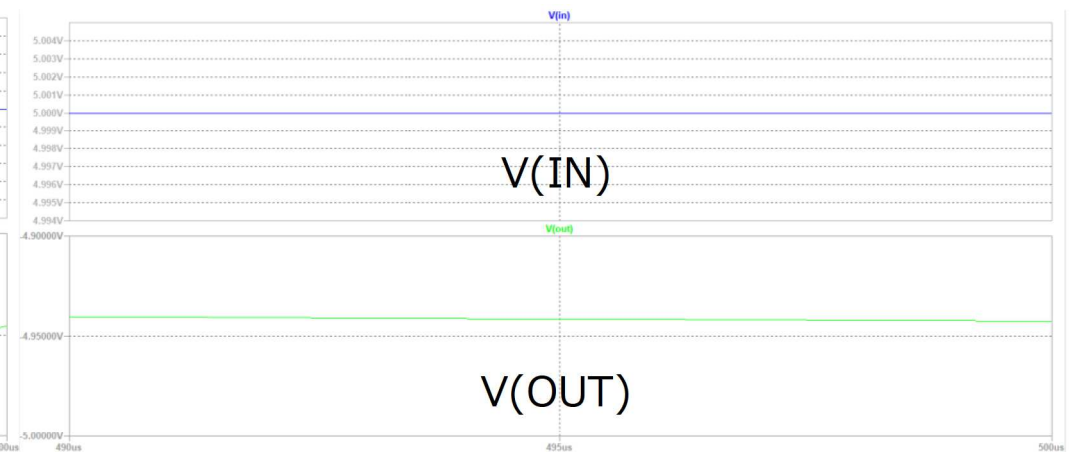 V(in)
5.004V
5.003V
5.002V
5.001V
5.000V
4.999V
4.998V
4.997V
4.996V
4.995V
4.994V
V(IN)
V(out)
-4.90000V
-4.95000V
-5.00000V
V(OUT)
490us
495us
500us